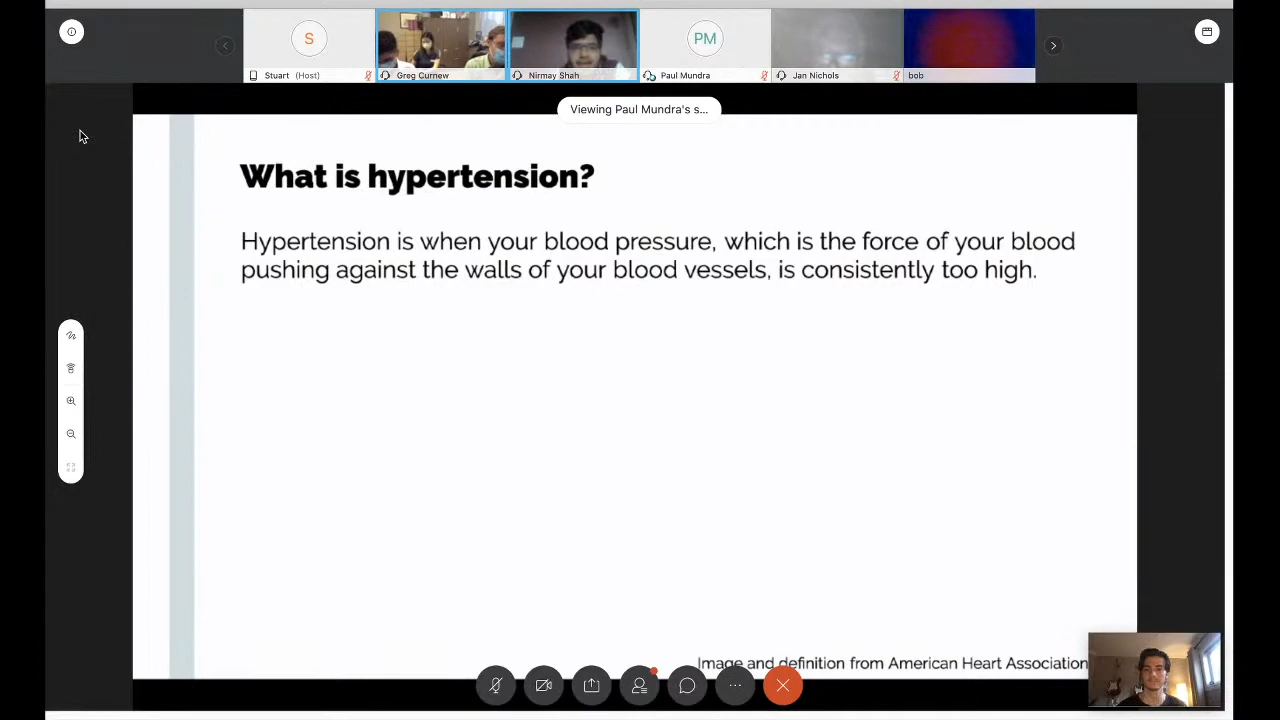 S
PM
Stuart (Host)
Greg Curnew
Nirmay Shah
Paul Mundra
Jan Nichols
bob
Viewing Paul Mundra's s...
What is hypertension?
Hypertension is when your blood pressure, which is the force of your blood
pushing against the walls of your blood vessels, is consistently too high.
Image and definition from American Heart Association